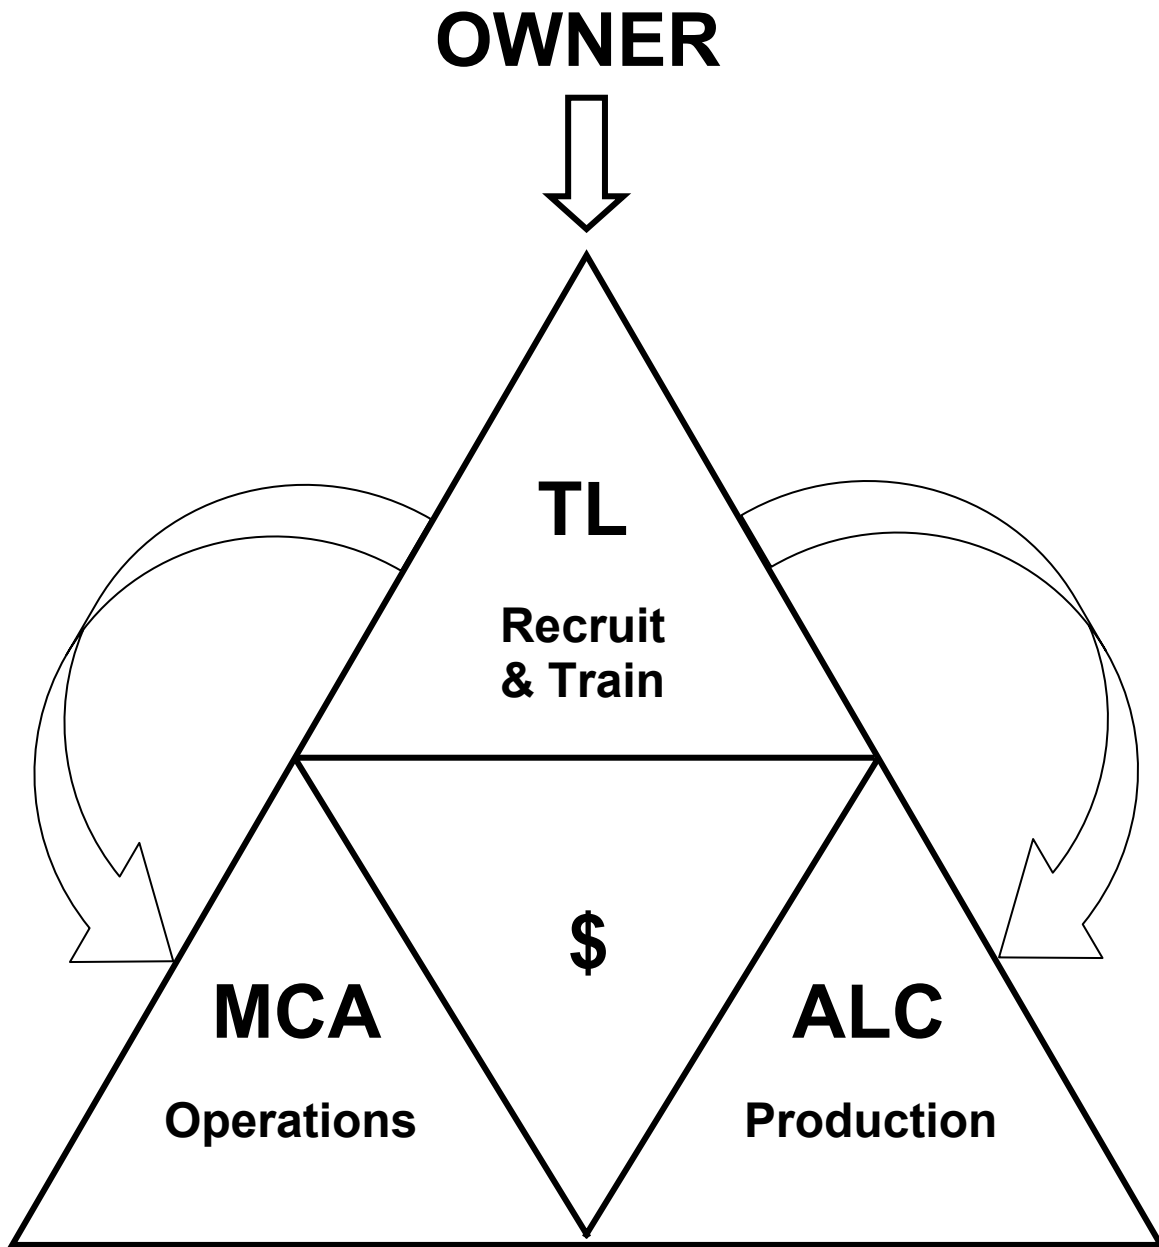 OWNER
TL
Recruit
& Train
$
MCA
ALC
Operations
Production